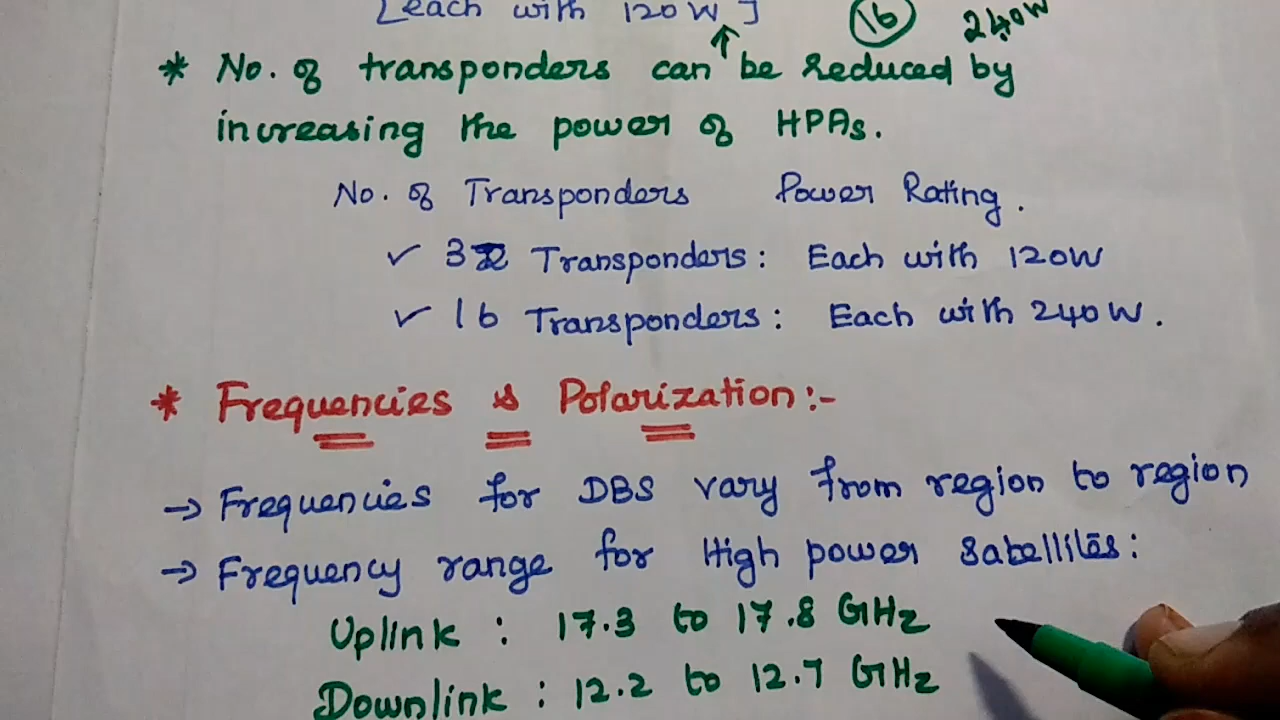 [each with 120W] 16 240W
* No. of transponders can be reduced by
increasing the power of HPAs.
No. of Transponders Power Rating.
✓ 32 Transponders: Each with 120W
✓ 16 Transponders: Each with 240W.
* Frequencies & Polarization:-
→ Frequencies for DBS vary from region to region
→ Frequency range for High power Satellites:
Uplink : 17.3 to 17.8 GHz
Downlink : 12.2 to 12.7 GHz